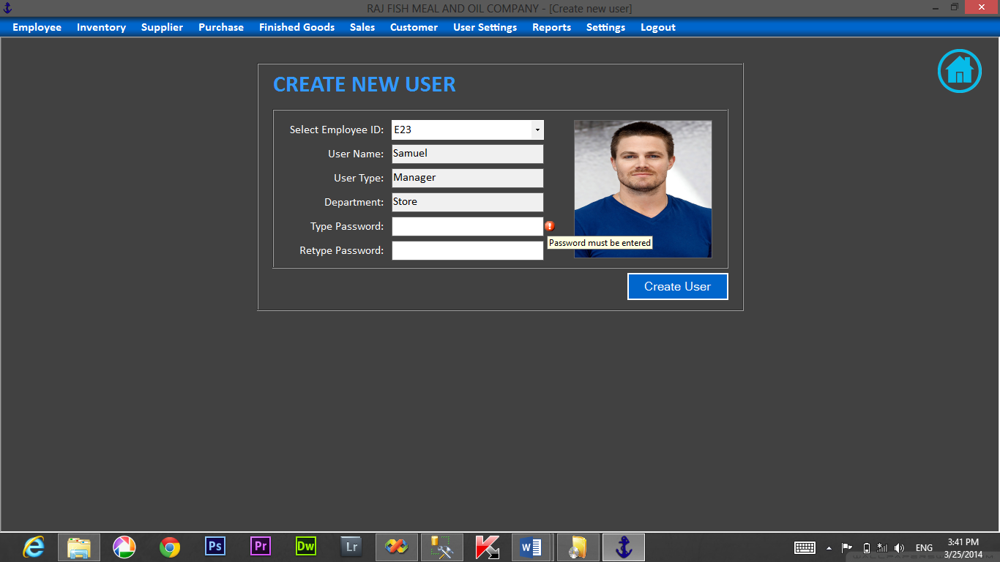 RAJ FISH MEAL AND OIL COMPANY - [Create new user]
Employee Inventory Supplier Purchase Finished Goods Sales Customer User Settings Reports Settings Logout
CREATE NEW USER
Select Employee ID: E23
User Name: Samuel
User Type: Manager
Department: Store
Type Password:
Password must be entered
Retype Password:
Create User
Ps Pr Dw Lr
ENG
3:41 PM
3/25/2014